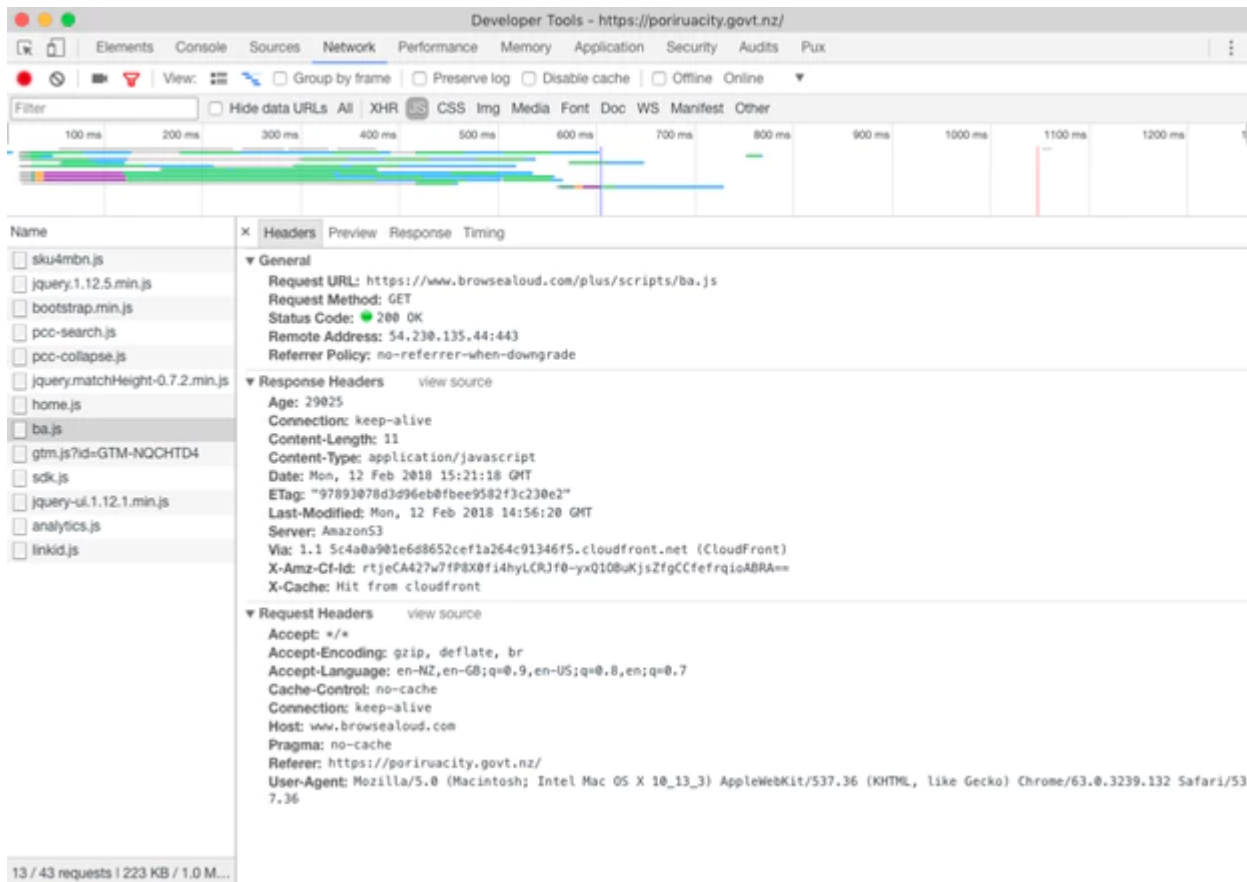 Developer Tools - https://poriruacity.govt.nz/
Elements Console Sources Network Performance Memory Application Security Audits Pux
View: Group by frame Preserve log Disable cache Offline Online
Filter Hide data URLs All XHR JS CSS Img Media Font Doc WS Manifest Other
100 ms 200 ms 300 ms 400 ms 500 ms 600 ms 700 ms 800 ms 900 ms 1000 ms 1100 ms 1200 ms
Name
sku4mbn.js
jquery.1.12.5.min.js
bootstrap.min.js
pcc-search.js
pcc-collapse.js
jquery.matchHeight-0.7.2.min.js
home.js
ba.js
gtm.js?id=GTM-NQCHTD4
sdk.js
jquery-ui.1.12.1.min.js
analytics.js
linkid.js
13 / 43 requests | 223 KB / 1.0 M...
× Headers Preview Response Timing
General
Request URL: https://www.browsealoud.com/plus/scripts/ba.js
Request Method: GET
Status Code: 200 OK
Remote Address: 54.230.135.44:443
Referrer Policy: no-referrer-when-downgrade
Response Headers view source
Age: 29025
Connection: keep-alive
Content-Length: 11
Content-Type: application/javascript
Date: Mon, 12 Feb 2018 15:21:18 GMT
ETag: "97893078d3d96eb0fbee9582f3c230e2"
Last-Modified: Mon, 12 Feb 2018 14:56:20 GMT
Server: AmazonS3
Via: 1.1 5c4a0a901e6d8652cef1a264c91346f5.cloudfront.net (CloudFront)
X-Amz-Cf-Id: rtjeCA427w7fP8X0fi4hyLCRJf0-yxQ1OBuKjsZfgCCfefrqioABRA==
X-Cache: Hit from cloudfront
Request Headers view source
Accept: */*
Accept-Encoding: gzip, deflate, br
Accept-Language: en-NZ,en-GB;q=0.9,en-US;q=0.8,en;q=0.7
Cache-Control: no-cache
Connection: keep-alive
Host: www.browsealoud.com
Pragma: no-cache
Referer: https://poriruacity.govt.nz/
User-Agent: Mozilla/5.0 (Macintosh; Intel Mac OS X 10_13_3) AppleWebKit/537.36 (KHTML, like Gecko) Chrome/63.0.3239.132 Safari/53
7.36